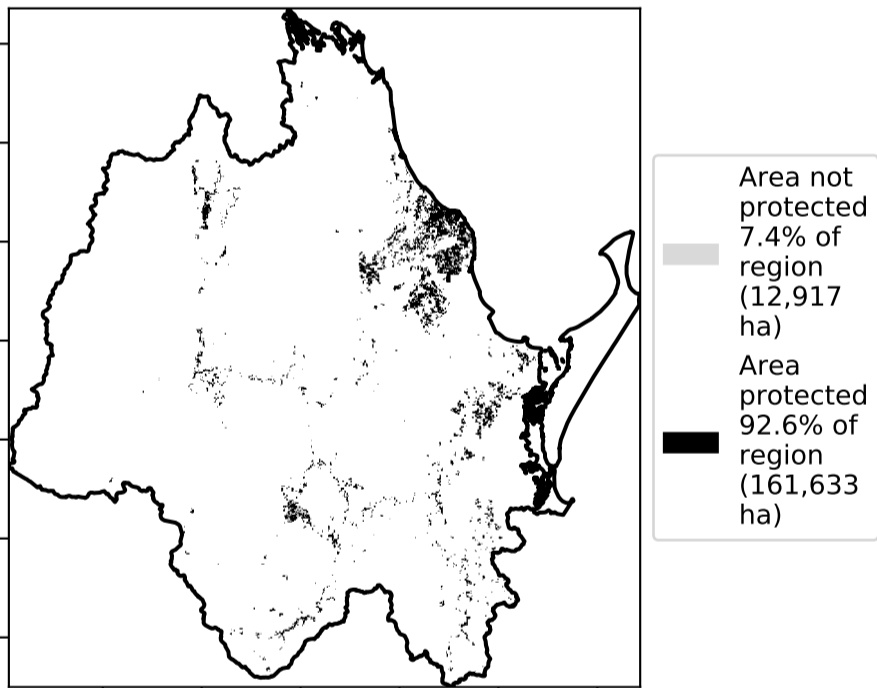 Area not
protected
7.4% of
region
(12,917
ha)
Area
protected
92.6% of
region
(161,633
ha)